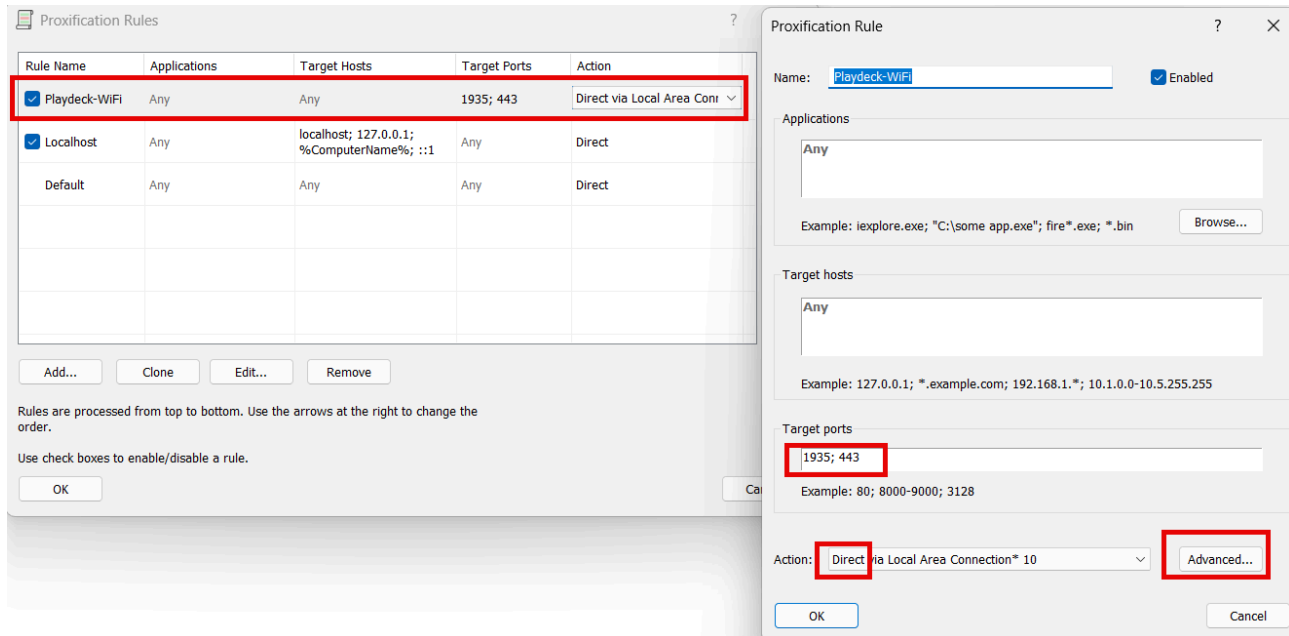 Proxification Rules
?
Rule Name Applications Target Hosts Target Ports Action
Playdeck-WiFi Any Any 1935; 443 Direct via Local Area Conr
Localhost Any localhost; 127.0.0.1; %ComputerName%; ::1 Any Direct
Default Any Any Any Direct
Add... Clone Edit... Remove
Rules are processed from top to bottom. Use the arrows at the right to change the
order.
Use check boxes to enable/disable a rule.
OK Ca
Proxification Rule
?
Name: Playdeck-WiFi Enabled
Applications
Any
Example: iexplore.exe; "C:\some app.exe"; fire*.exe; *.bin Browse...
Target hosts
Any
Example: 127.0.0.1; *.example.com; 192.168.1.*; 10.1.0.0-10.5.255.255
Target ports
1935; 443
Example: 80; 8000-9000; 3128
Action: Direct via Local Area Connection* 10 Advanced...
OK Cancel